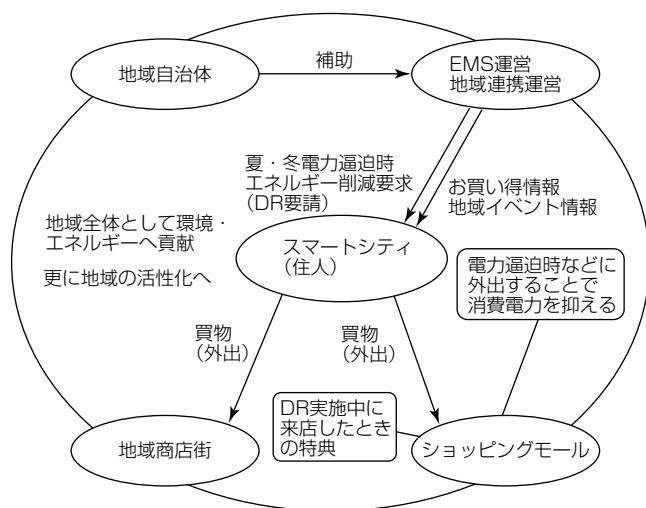 地域自治体
補助
EMS運営
地域連携運営
夏・冬電力逼迫時
エネルギー削減要求
(DR要請)
お買い得情報
地域イベント情報
地域全体として環境・
エネルギーへ貢献
更に地域の活性化へ
スマートシティ
(住人)
電力逼迫時などに
外出することで
消費電力を抑える
買物
(外出)
買物
(外出)
DR実施中に
来店したとき
の特典
地域商店街
ショッピングモール